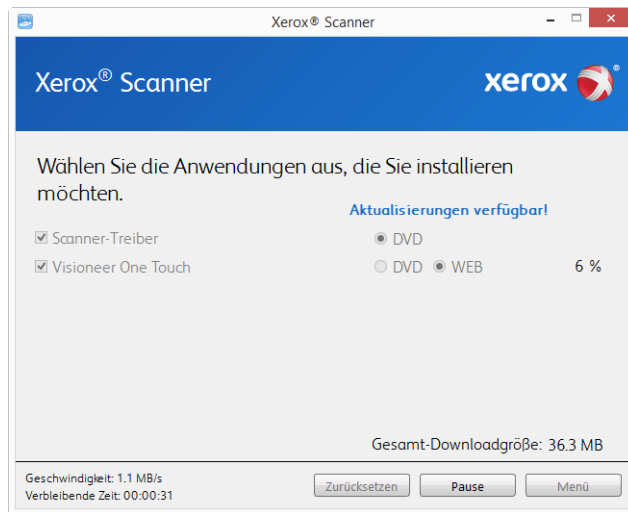 Xerox® Scanner
Xerox® Scanner
xerox®
Wählen Sie die Anwendungen aus, die Sie installieren
möchten.
Aktualisierungen verfügbar!
Scanner-Treiber DVD
Visioneer One Touch DVD WEB 6 %
Gesamt-Downloadgröße: 36.3 MB
Geschwindigkeit: 1.1 MB/s
Verbleibende Zeit: 00:00:31
Zurücksetzen Pause Menü